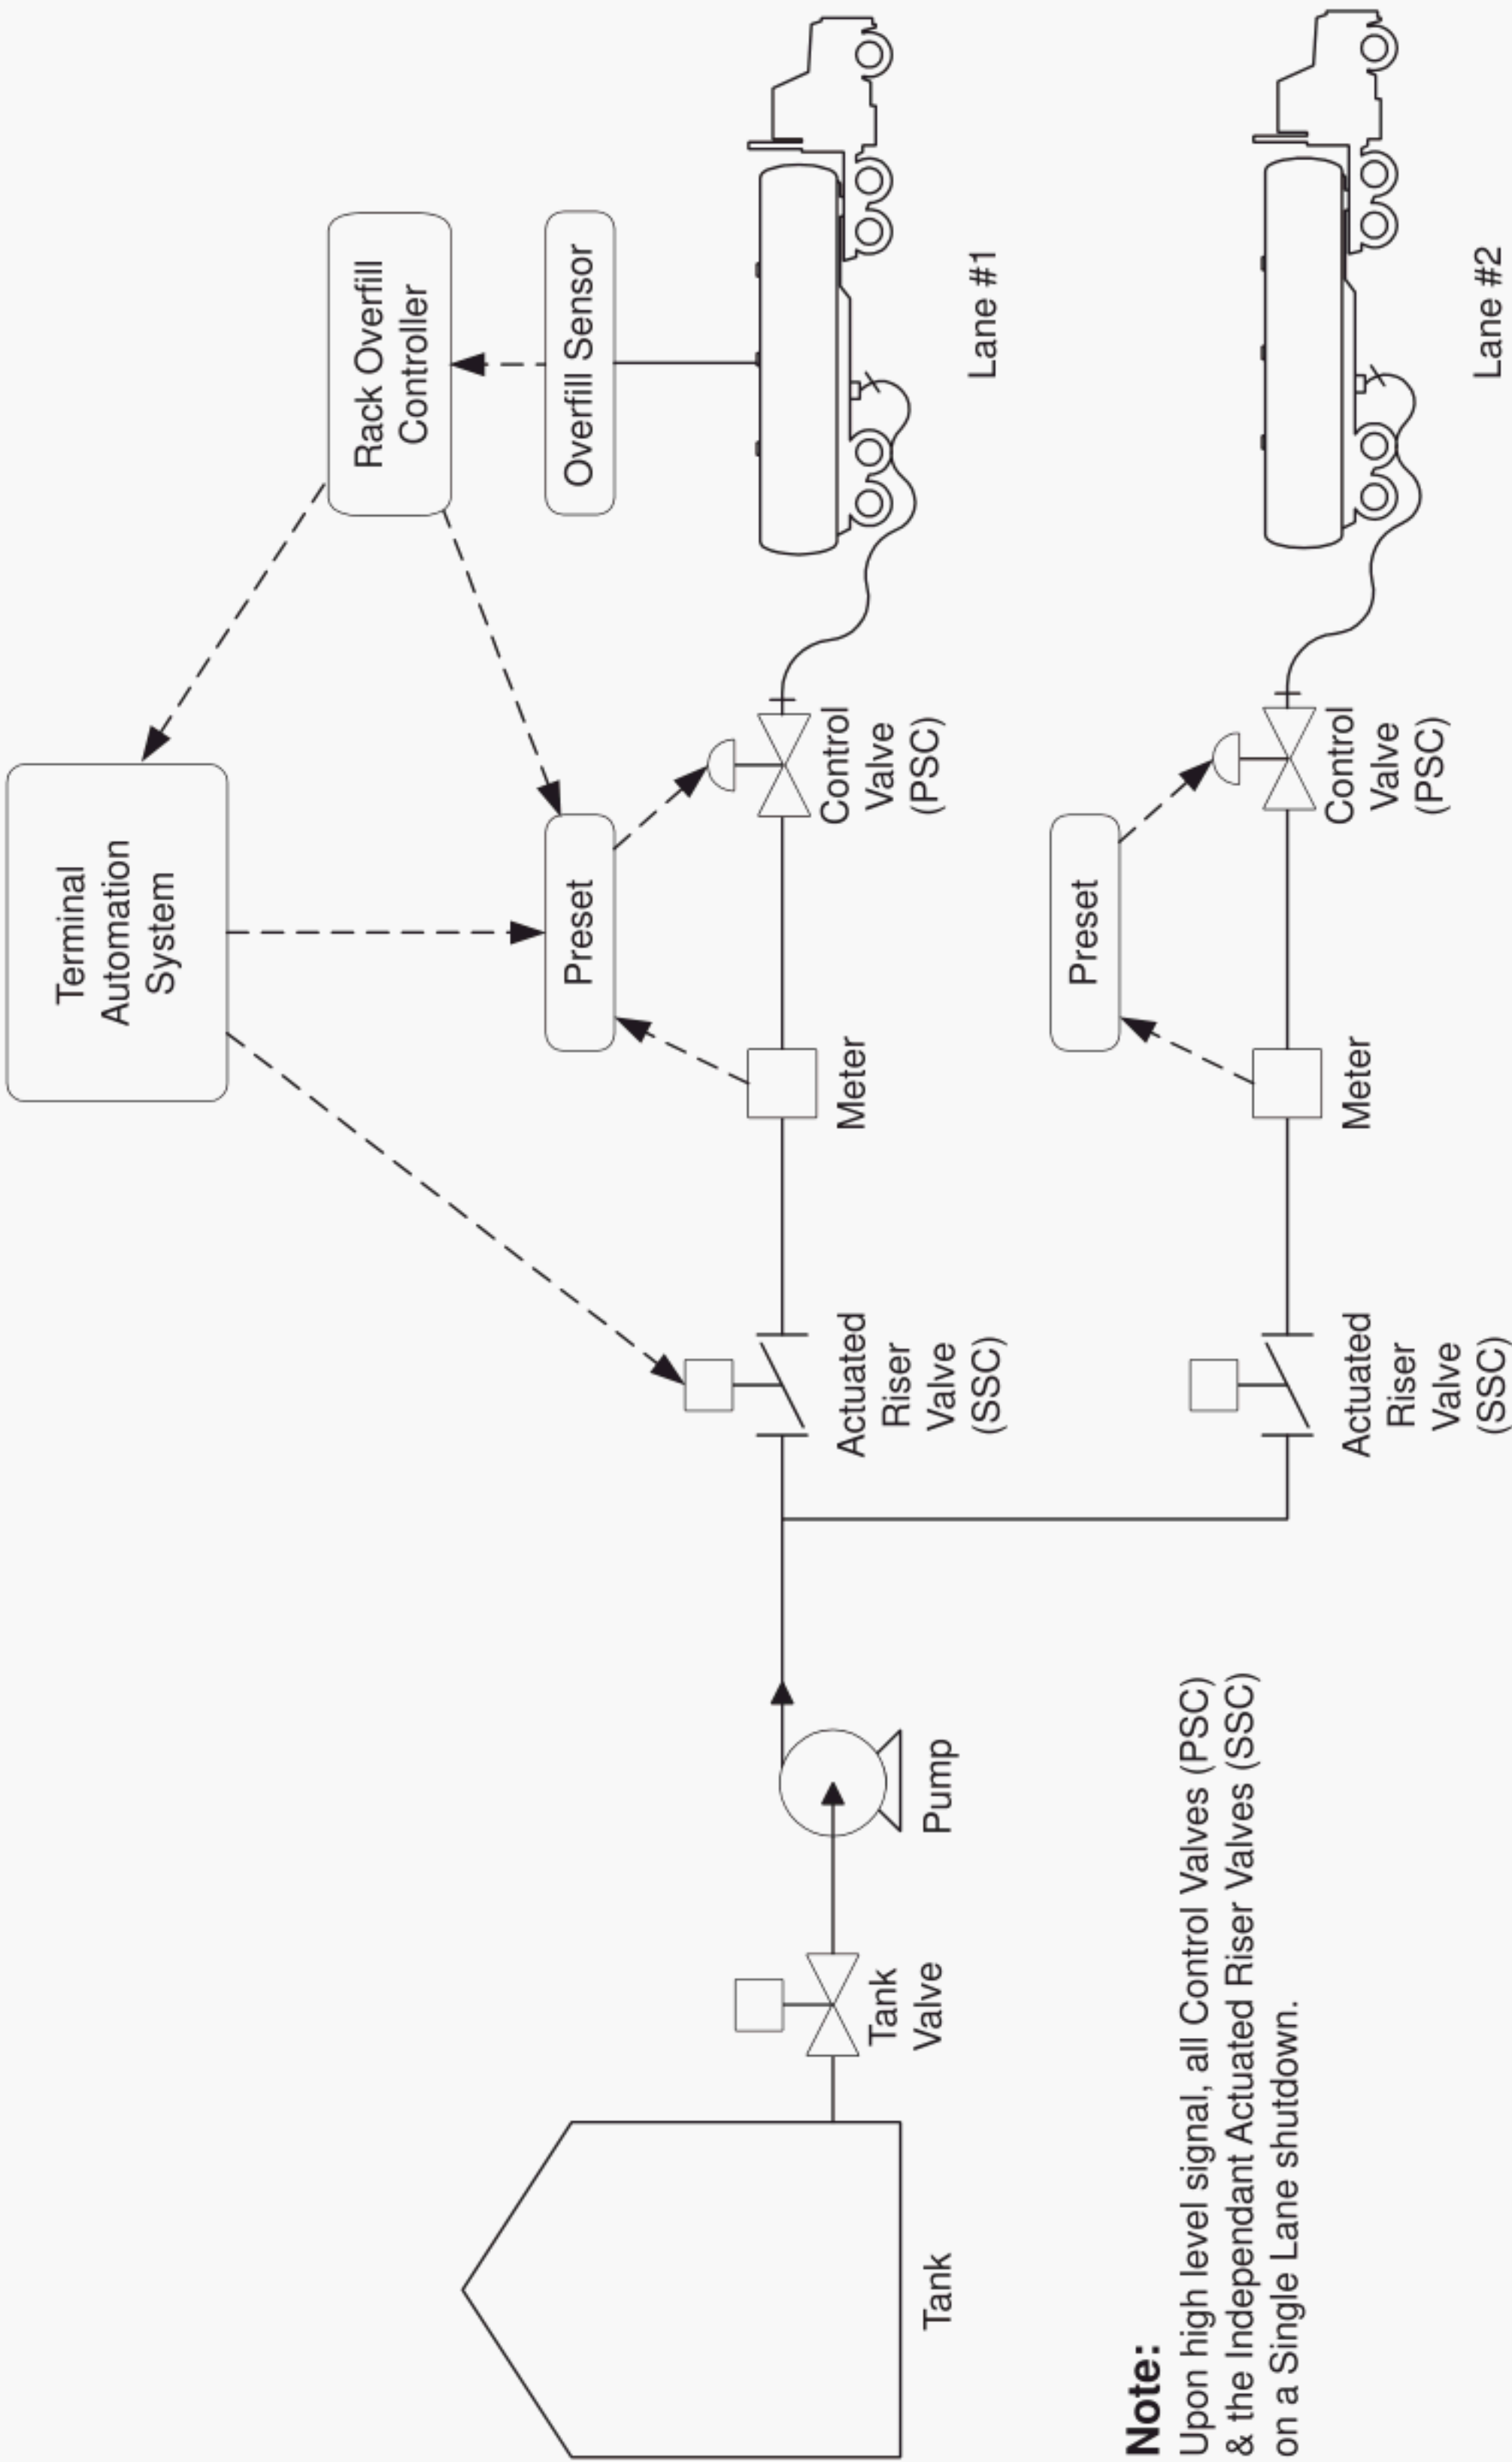 Terminal
Automation
System
Rack Overfill
Controller
Preset
Overfill Sensor
Tank
Tank
Valve
Pump
Actuated
Riser
Valve
(SSC)
Meter
Control
Valve
(PSC)
Lane #1
Preset
Actuated
Riser
Valve
(SSC)
Meter
Control
Valve
(PSC)
Lane #2
Note:
Upon high level signal, all Control Valves (PSC)
& the Independant Actuated Riser Valves (SSC)
on a Single Lane shutdown.